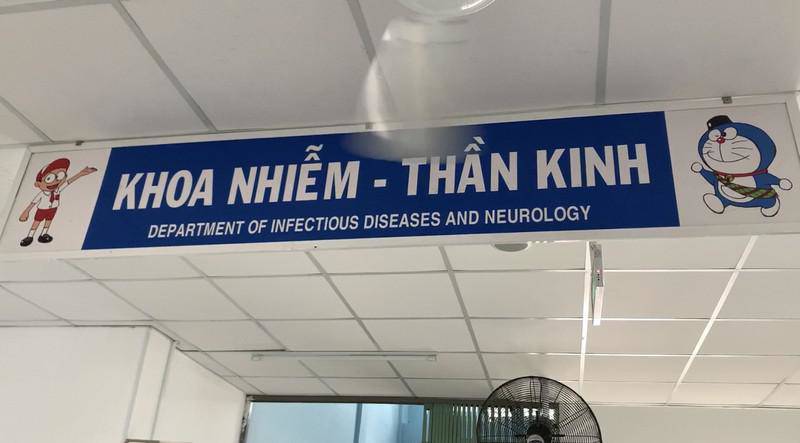 KHOA NHIỄM - THẦN KINH
DEPARTMENT OF INFECTIOUS DISEASES AND NEUROLOGY